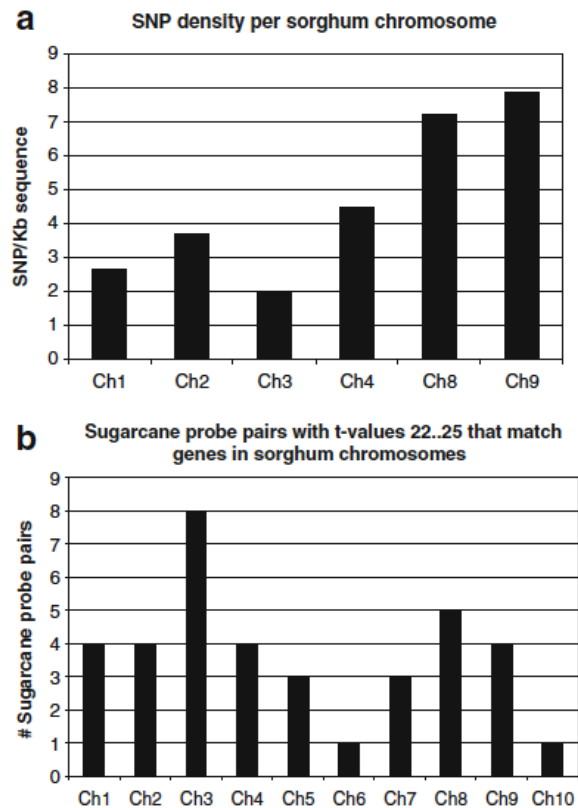 a
SNP density per sorghum chromosome
9
8
7
6
5
4
3
2
1
0
SNP/Kb sequence
Ch1 Ch2 Ch3 Ch4 Ch8 Ch9
b
Sugarcane probe pairs with t-values 22..25 that match
genes in sorghum chromosomes
9
8
7
6
5
4
3
2
1
0
# Sugarcane probe pairs
Ch1 Ch2 Ch3 Ch4 Ch5 Ch6 Ch7 Ch8 Ch9 Ch10